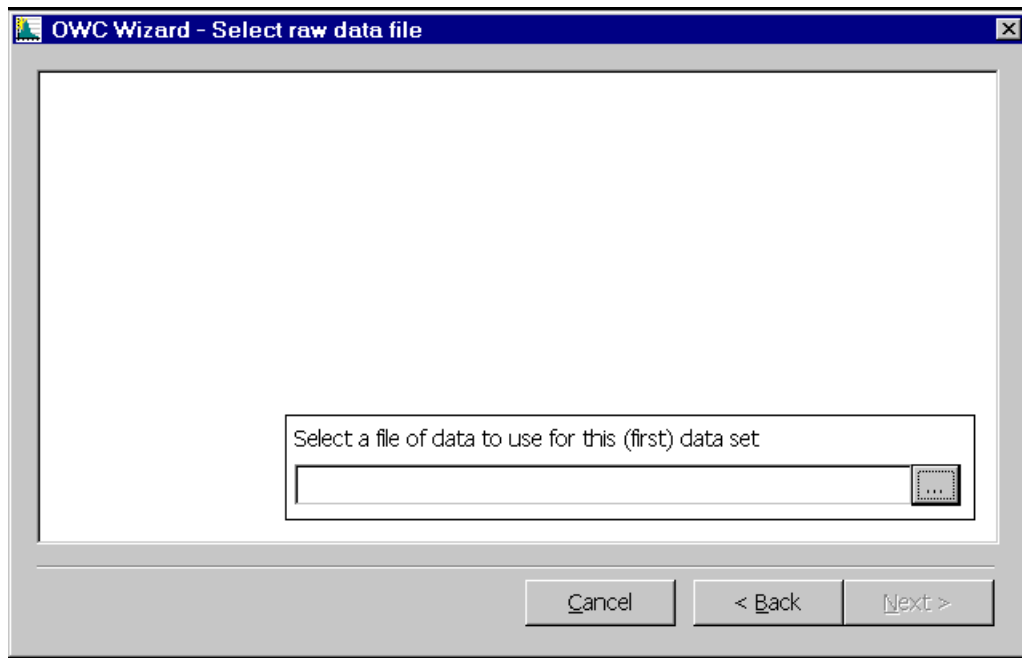 OWC Wizard - Select raw data file
Select a file of data to use for this (first) data set
...
Cancel
< Back
Next >